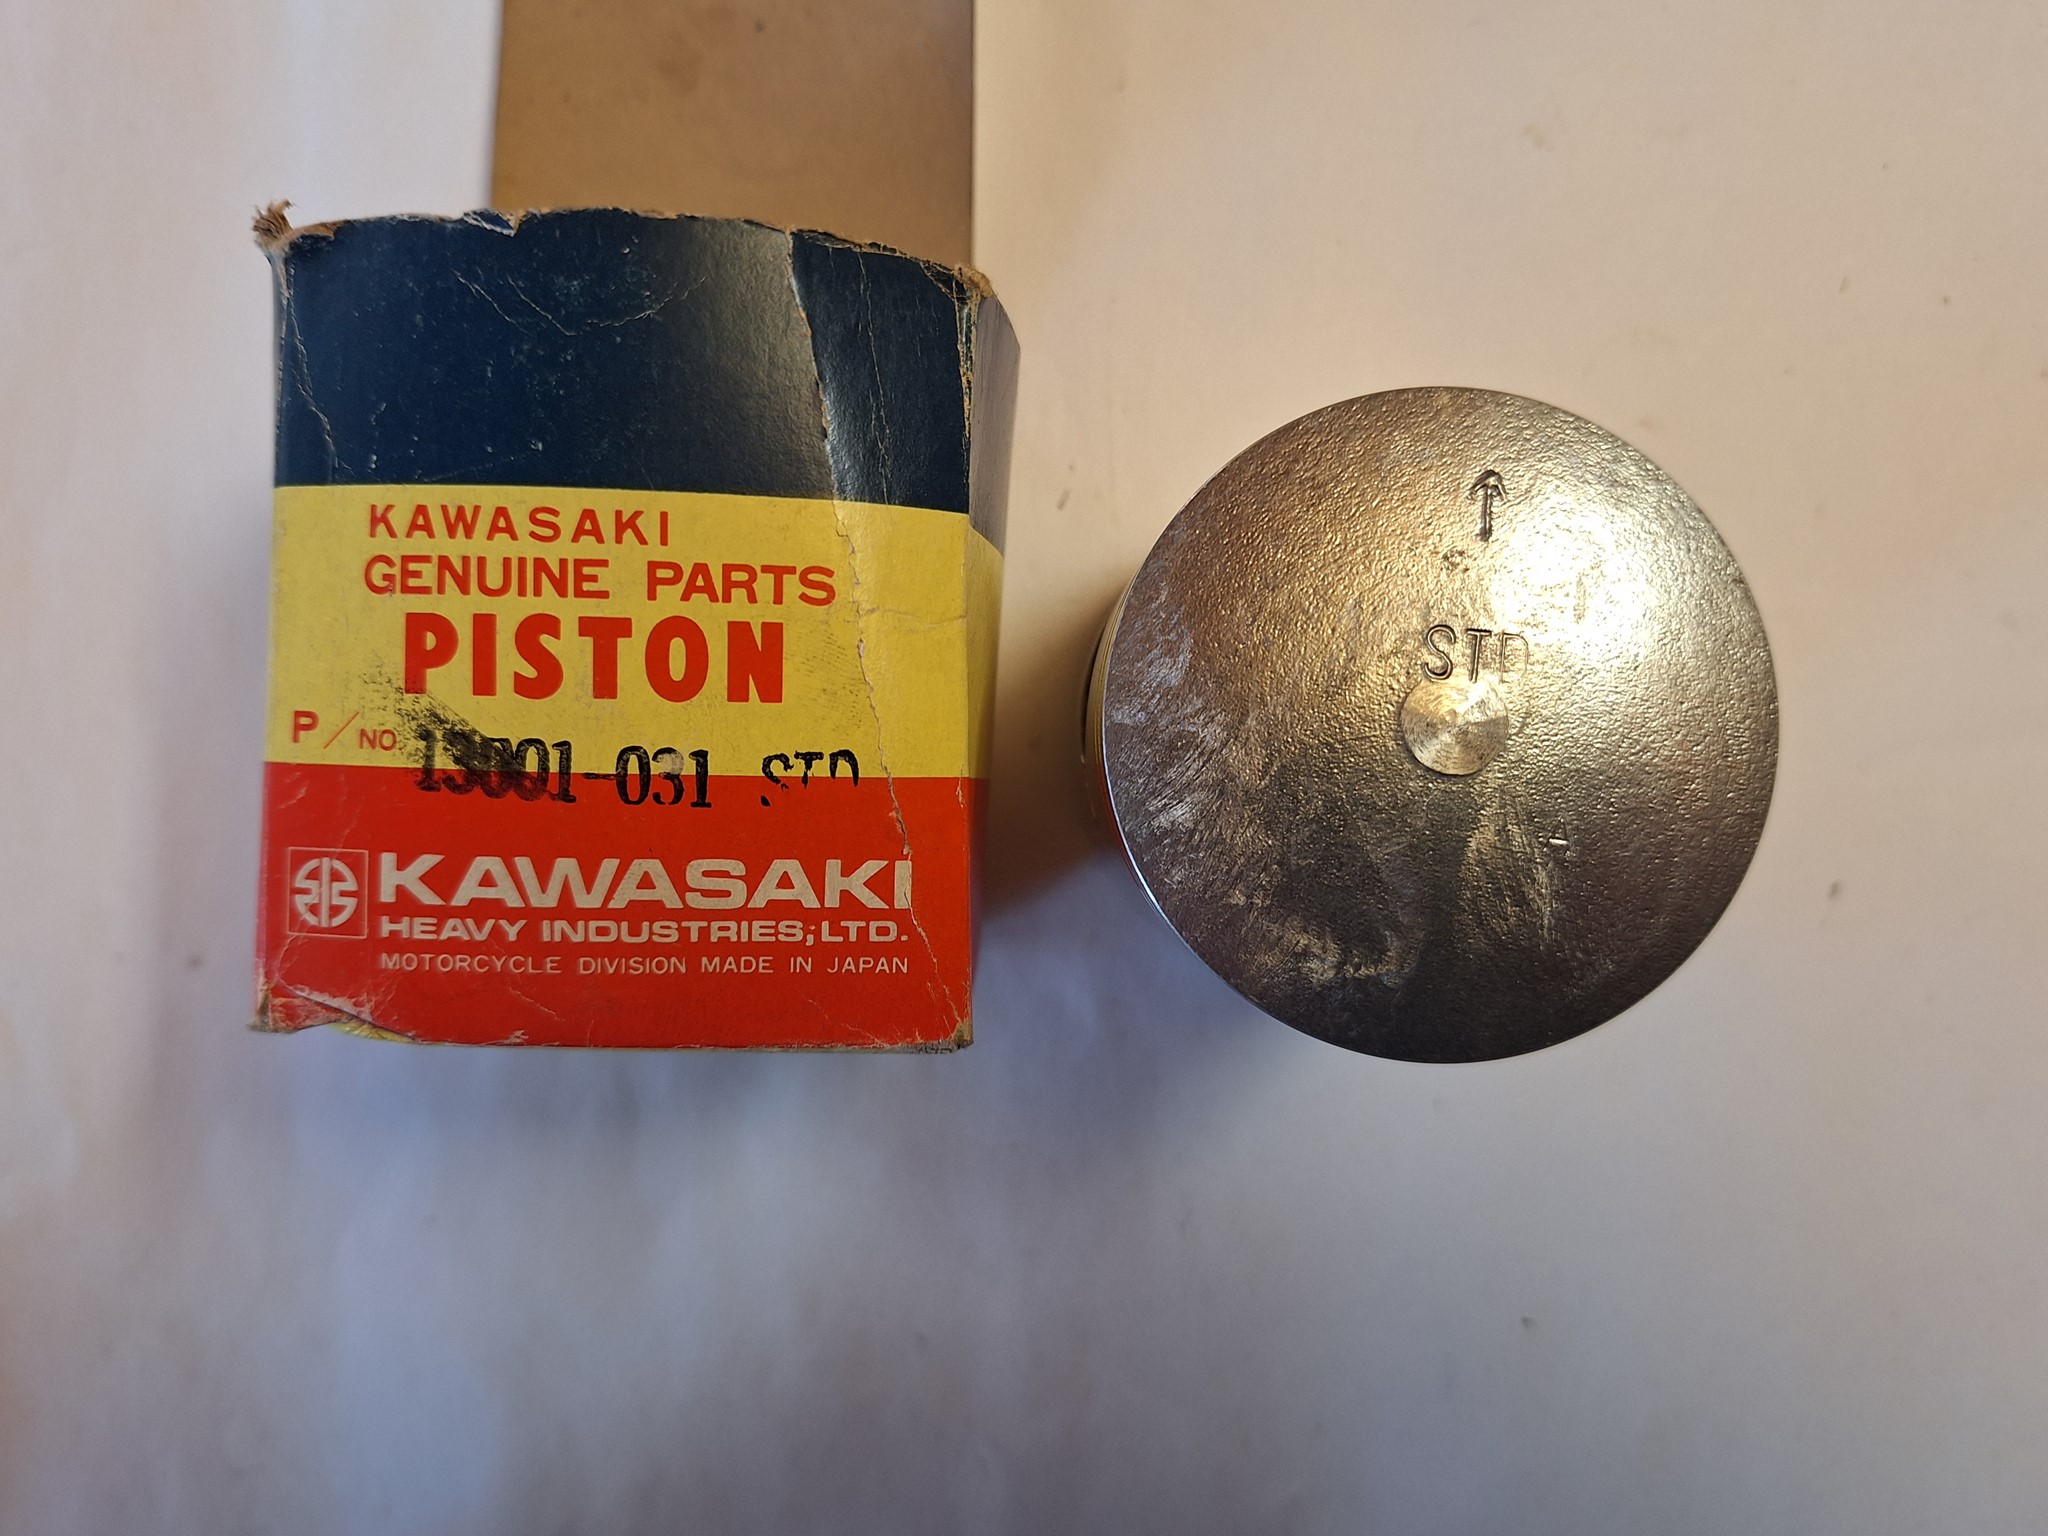 KAWASAKI
GENUINE PARTS
PISTON
P/NO. 13001-031 STD
KAWASAKI
HEAVY INDUSTRIES,LTD.
MOTORCYCLE DIVISION MADE IN JAPAN
↑
STD